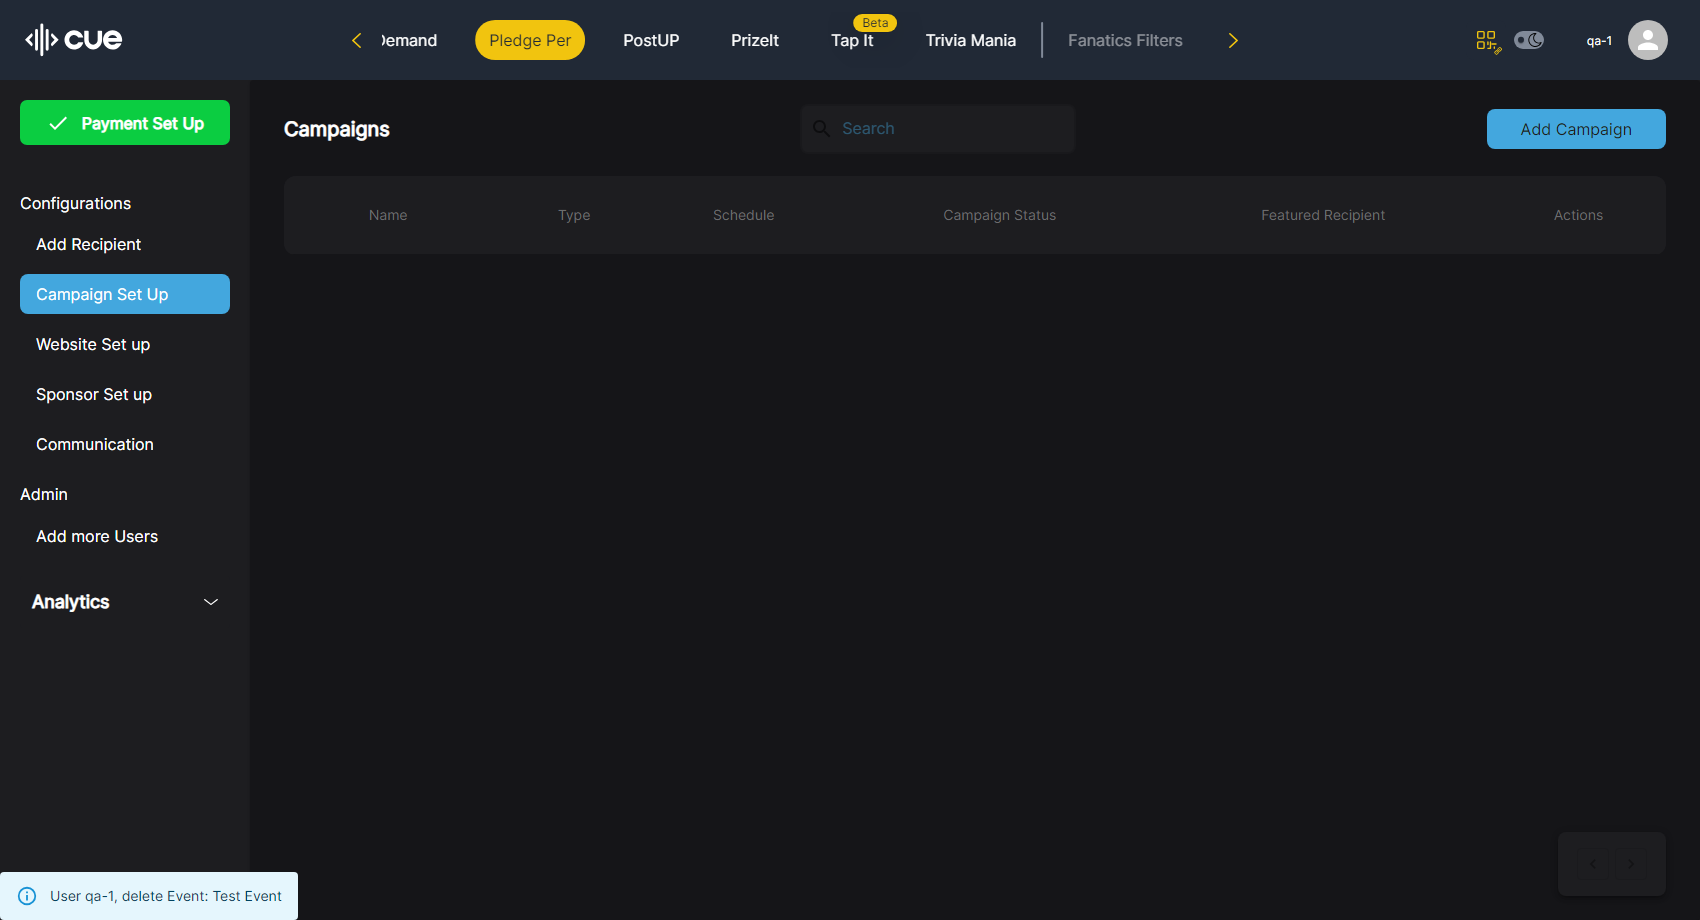 cue
Demand
Pledge Per
PostUP
PrizeIt
Beta
Tap It
Trivia Mania
Fanatics Filters
qa-1
Payment Set Up
Configurations
Add Recipient
Campaign Set Up
Website Set up
Sponsor Set up
Communication
Admin
Add more Users
Analytics
Campaigns
Search
Add Campaign
Name Type Schedule Campaign Status Featured Recipient Actions
User qa-1, delete Event: Test Event